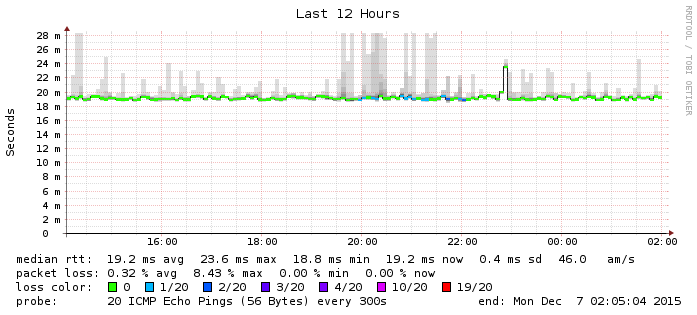 Last 12 Hours
RRDTOOL / TOBI OETIKER
Seconds
28 m
26 m
24 m
22 m
20 m
18 m
16 m
14 m
12 m
10 m
8 m
6 m
4 m
2 m
0
16:00 18:00 20:00 22:00 00:00 02:00
median rtt: 19.2 ms avg 23.6 ms max 18.8 ms min 19.2 ms now 0.4 ms sd 46.0 am/s
packet loss: 0.32 % avg 8.43 % max 0.00 % min 0.00 % now
loss color: 0 1/20 2/20 3/20 4/20 10/20 19/20
probe: 20 ICMP Echo Pings (56 Bytes) every 300s end: Mon Dec 7 02:05:04 2015